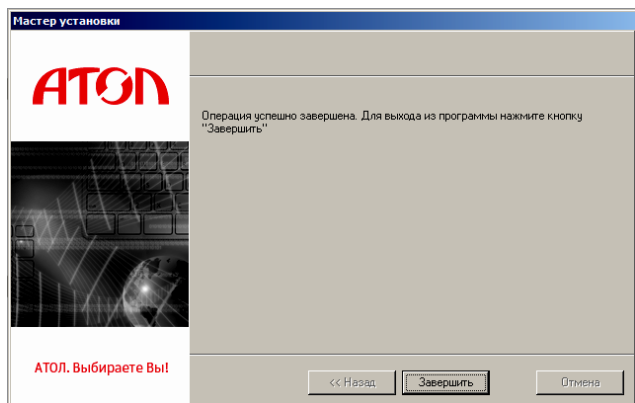 Мастер установки
АТОЛ
Операция успешно завершена. Для выхода из программы нажмите кнопку
"Завершить"
АТОЛ. Выбираете Вы!
<< Назад
Завершить
Отмена